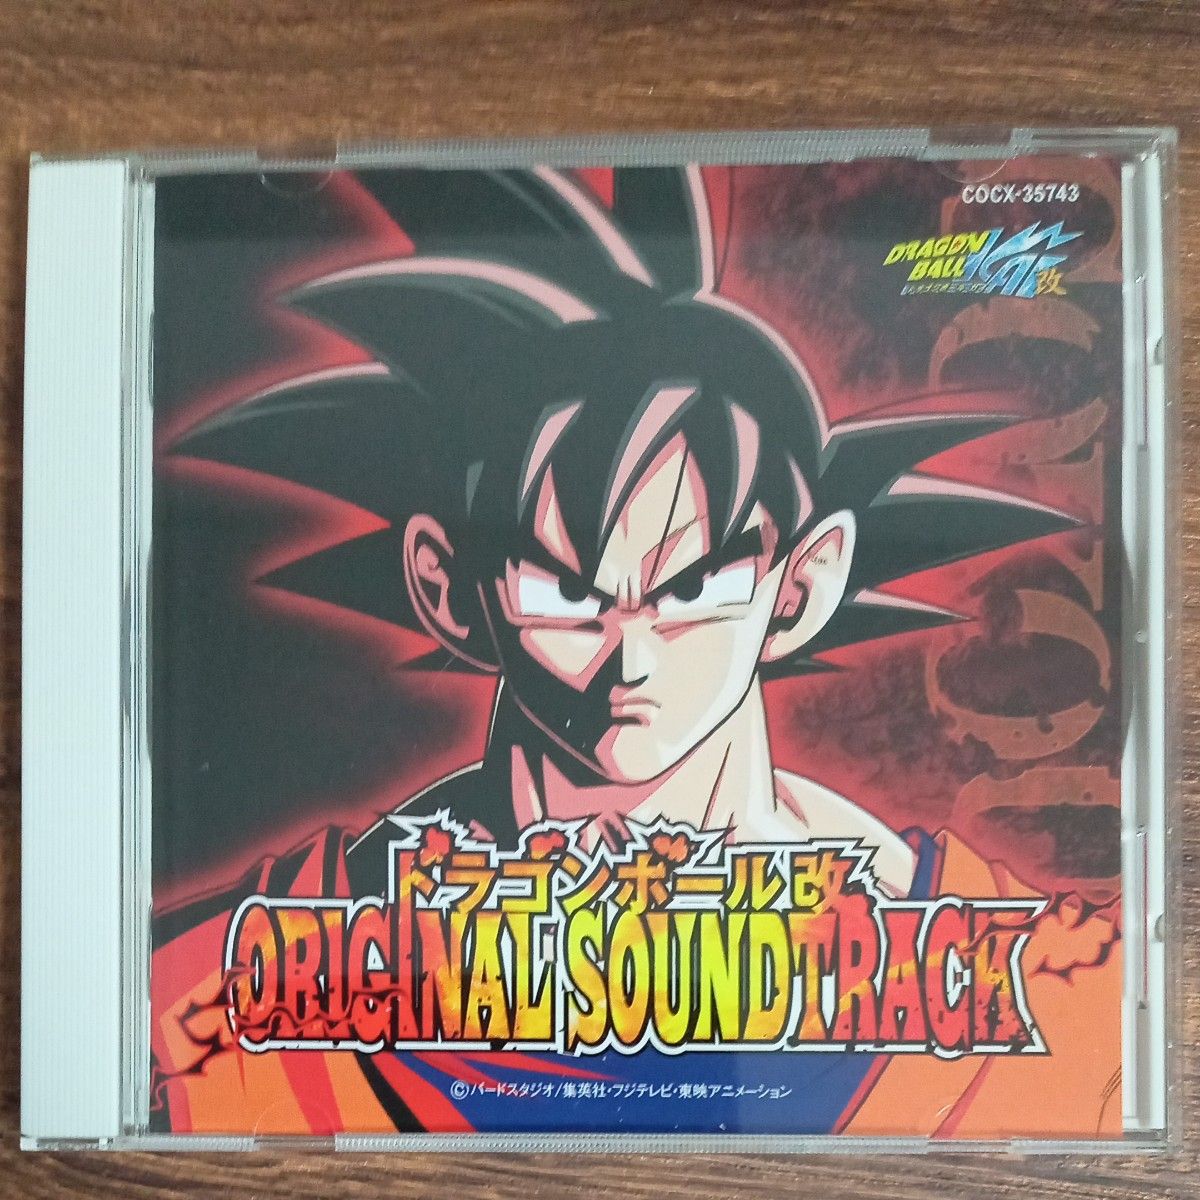 COCX-35743
DRAGON
BALL KAI 改
ドラゴンボール改
ORIGINAL SOUNDTRACK
©バードスタジオ/集英社・フジテレビ・東映アニメーション